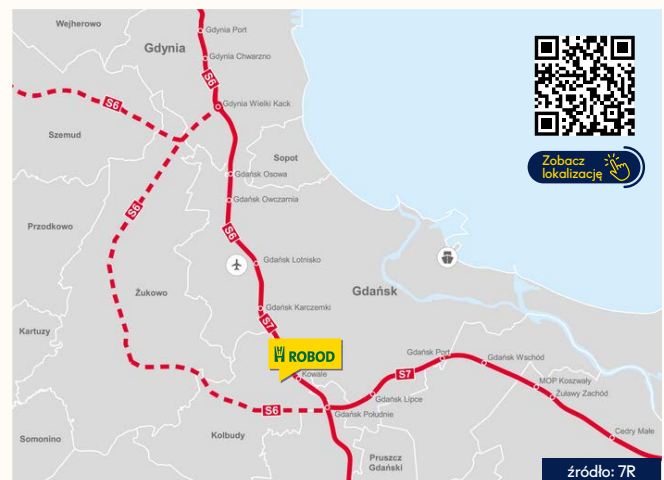 Wejherowo
Gdynia Port
Gdynia
Gdynia Chwarzno
S6
S6
Gdynia Wielki Kack
Szemud
Sopot
Zobacz
lokalizację
Gdańsk Osowa
Gdańsk Owczarnia
S6
Przodkowo
S6
Gdańsk Lotnisko
Żukowo
Gdańsk
Gdańsk Karczemki
Kartuzy
S7
ROBOD
Gdańsk Port
Gdańsk Wschód
Kowale
S7
MOP Koszwały
Żuławy Zachód
Gdańsk Lipce
S6
Gdańsk Południe
Cedry Małe
Somonino
Kolbudy
Pruszcz
Gdański
źródło: 7R